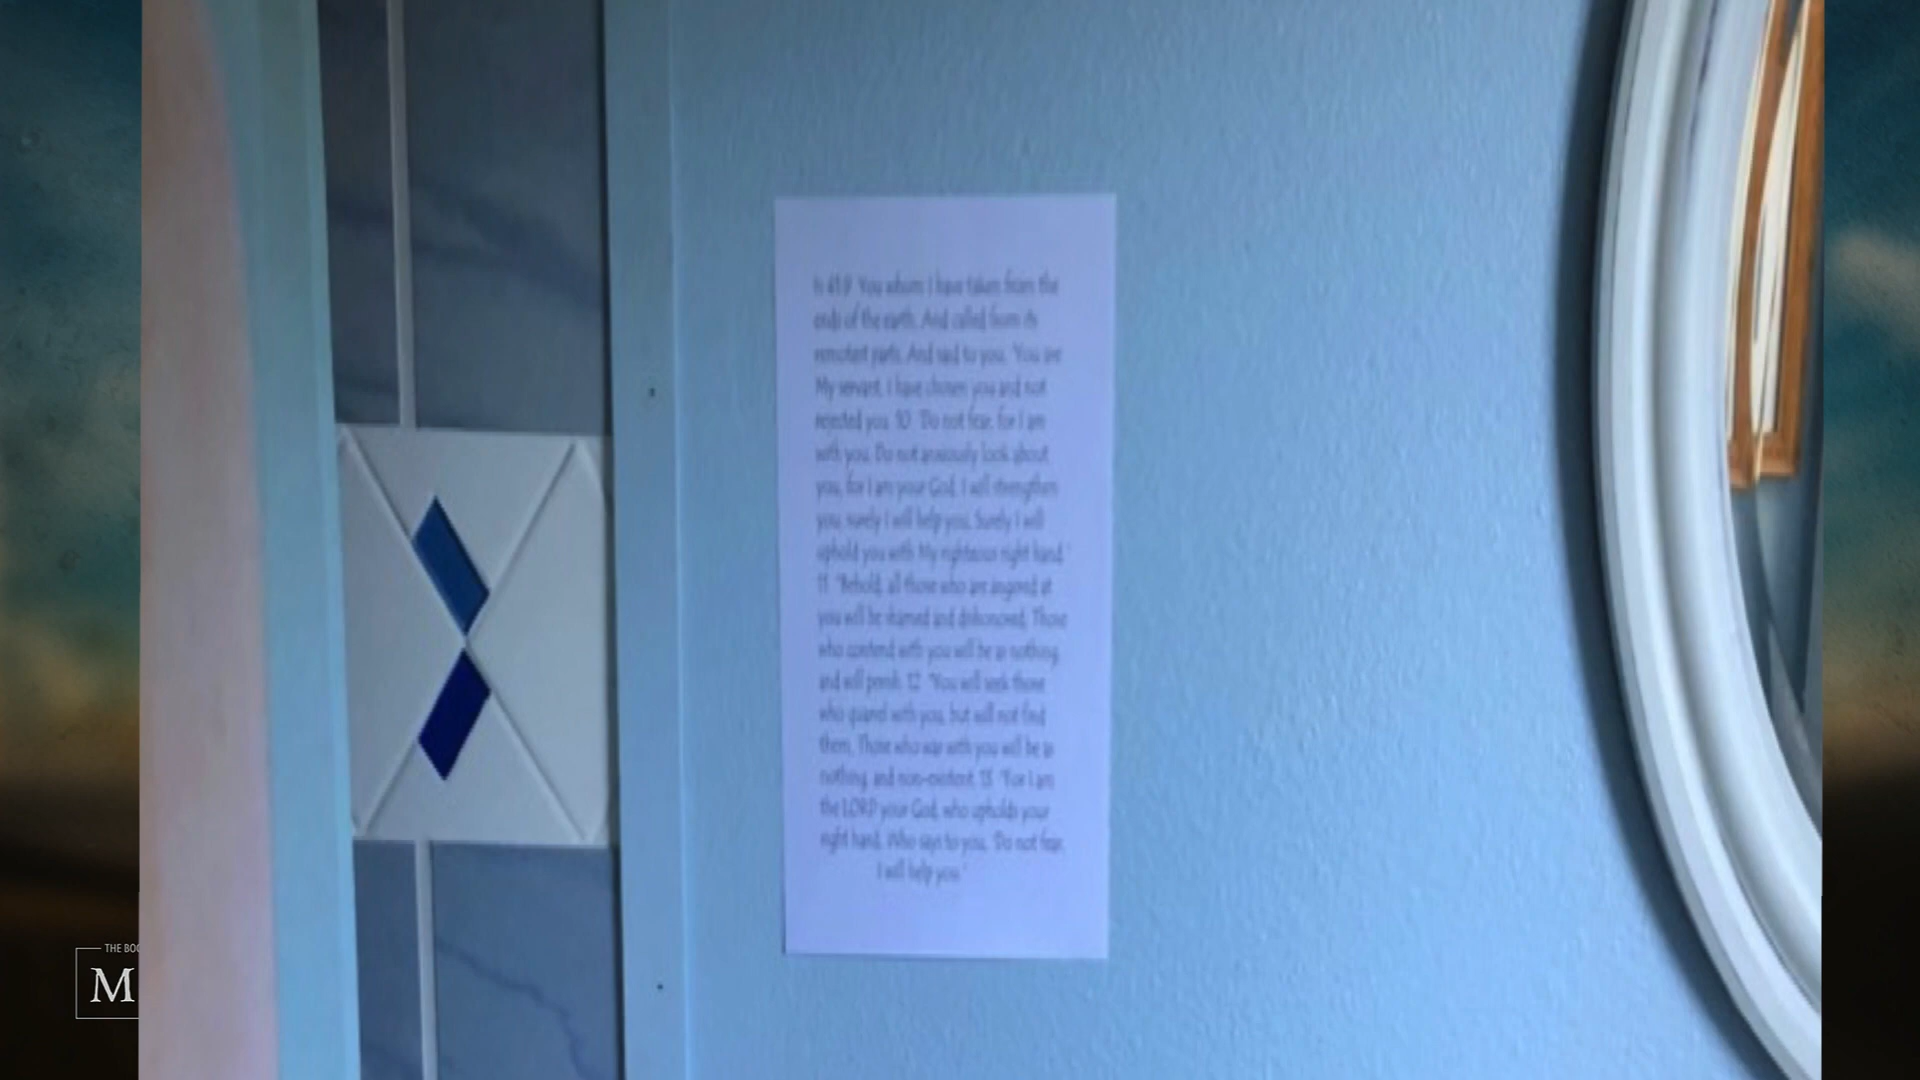 Is 41:9 You whom I have taken from the
ends of the earth, And called from its
remotest parts, And said to you, 'You are
My servant, I have chosen you and not
rejected you. 10 'Do not fear, for I am
with you; Do not anxiously look about
you, for I am your God. I will strengthen
you, surely I will help you, Surely I will
uphold you with My righteous right hand.'
11 "Behold, all those who are angered at
you will be shamed and dishonored; Those
who contend with you will be as nothing
and will perish. 12 "You will seek those
who quarrel with you, but will not find
them, Those who war with you will be as
nothing and non-existent. 13 "For I am
the LORD your God, who upholds your
right hand, Who says to you, 'Do not fear,
I will help you.'
THE BOO
M